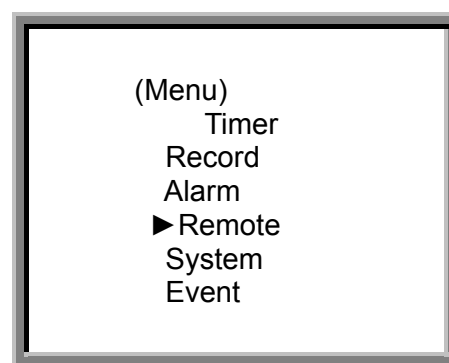 (Menu)
Timer
Record
Alarm
►Remote
System
Event